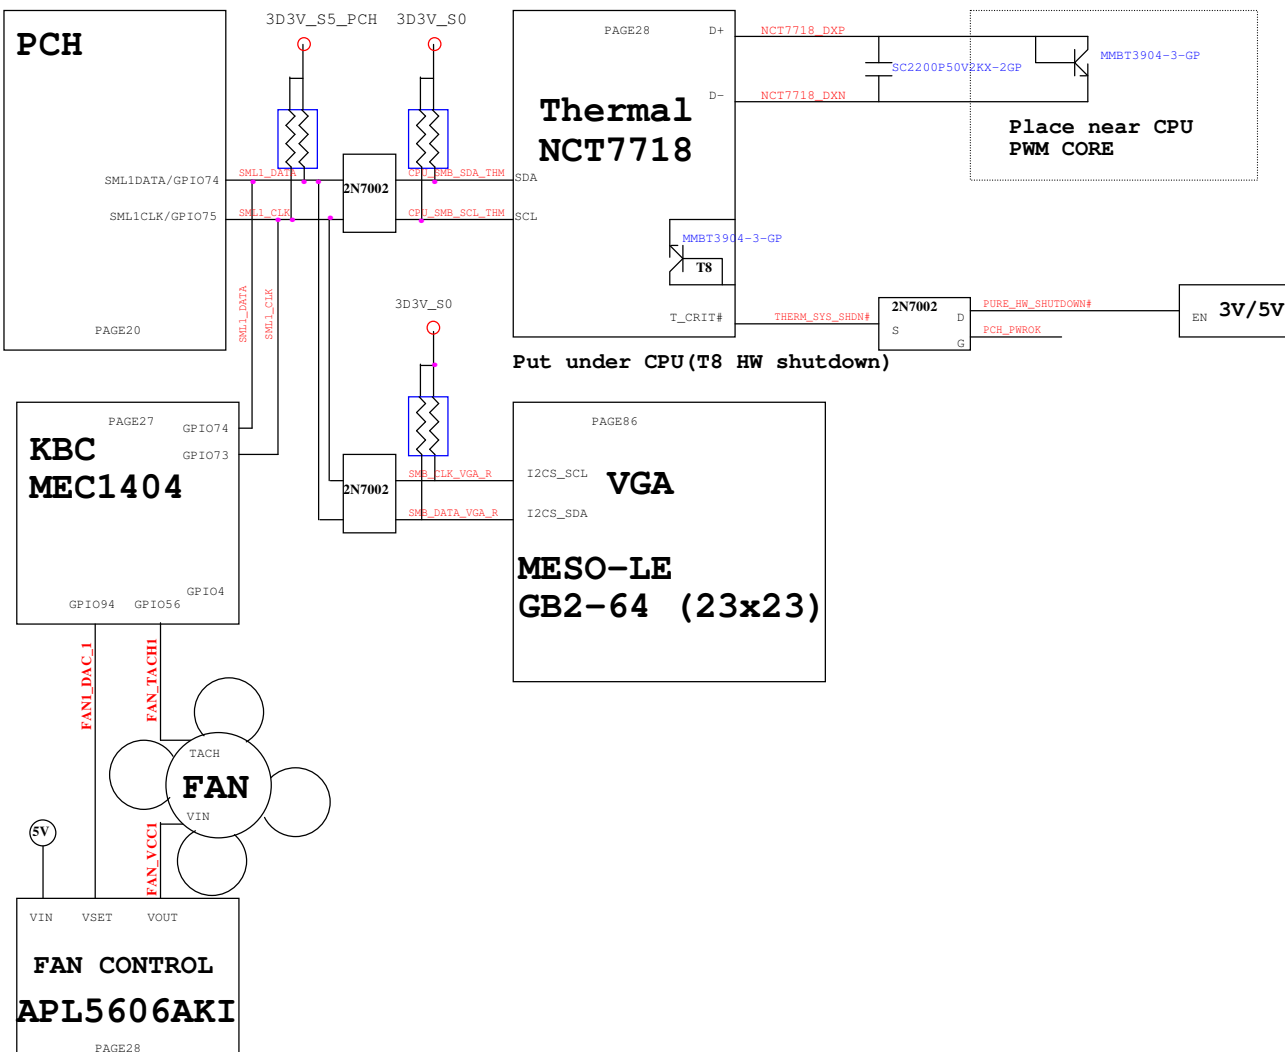 3D3V_S5_PCH
3D3V_S0
PCH
SML1DATA/GPIO74
SML1CLK/GPIO75
PAGE20
SML1_DATA
SML1_CLK
2N7002
CPU_SMB_SDA_THM
CPU_SMB_SCL_THM
SML1_DATA
SML1_CLK
PAGE28
Thermal
NCT7718
D+
D-
SDA
SCL
NCT7718_DXP
NCT7718_DXN
SC2200P50V2KX-2GP
MMBT3904-3-GP
Place near CPU
PWM CORE
MMBT3904-3-GP
T8
T_CRIT#
THERM_SYS_SHDN#
2N7002
S
D
G
PURE_HW_SHUTDOWN#
PCH_PWROK
EN
3V/5V
Put under CPU(T8 HW shutdown)
3D3V_S0
PAGE27
KBC
MEC1404
GPIO74
GPIO73
GPIO4
GPIO94
GPIO56
2N7002
SMB_CLK_VGA_R
SMB_DATA_VGA_R
PAGE86
I2CS_SCL
I2CS_SDA
VGA
MESO-LE
GB2-64 (23x23)
FAN1_DAC_1
FAN_TACH1
TACH
FAN
VIN
FAN_VCC1
5V
VIN
VSET
VOUT
FAN CONTROL
APL5606AKI
PAGE28